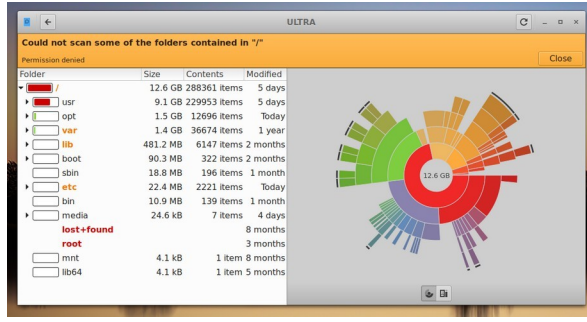 ULTRA
Could not scan some of the folders contained in "/"
Permission denied
Close
Folder Size Contents Modified
/ 12.6 GB 288361 items 5 days
usr 9.1 GB 229953 items 5 days
opt 1.5 GB 12696 items Today
var 1.4 GB 36674 items 1 year
lib 481.2 MB 6147 items 2 months
boot 90.3 MB 322 items 2 months
sbin 18.8 MB 196 items 1 month
etc 22.4 MB 2221 items Today
bin 10.9 MB 139 items 1 month
media 24.6 kB 7 items 4 days
lost+found 8 months
root 3 months
mnt 4.1 kB 1 item 8 months
lib64 4.1 kB 1 item 5 months
12.6 GB